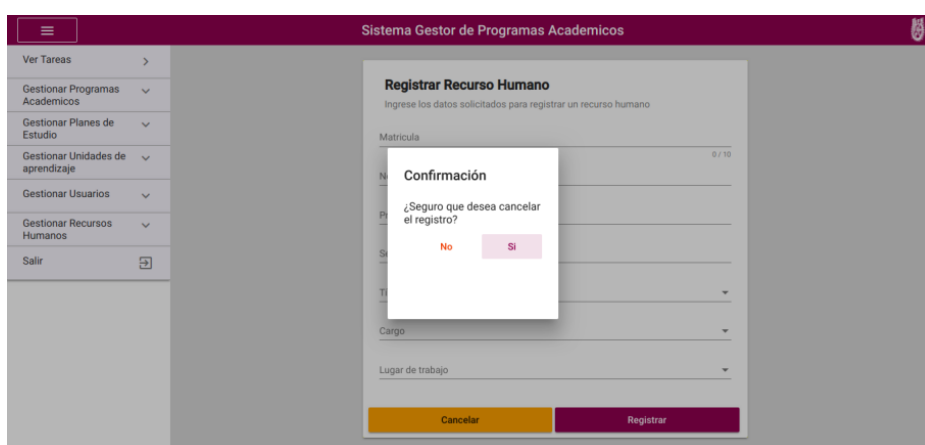 Sistema Gestor de Programas Academicos
Ver Tareas
Gestionar Programas
Academicos
Gestionar Planes de
Estudio
Gestionar Unidades de
aprendizaje
Gestionar Usuarios
Gestionar Recursos
Humanos
Salir
Registrar Recurso Humano
Ingrese los datos solicitados para registrar un recurso humano
Matricula
0 / 10
Confirmación
¿Seguro que desea cancelar
el registro?
No
Si
Cargo
Lugar de trabajo
Cancelar
Registrar